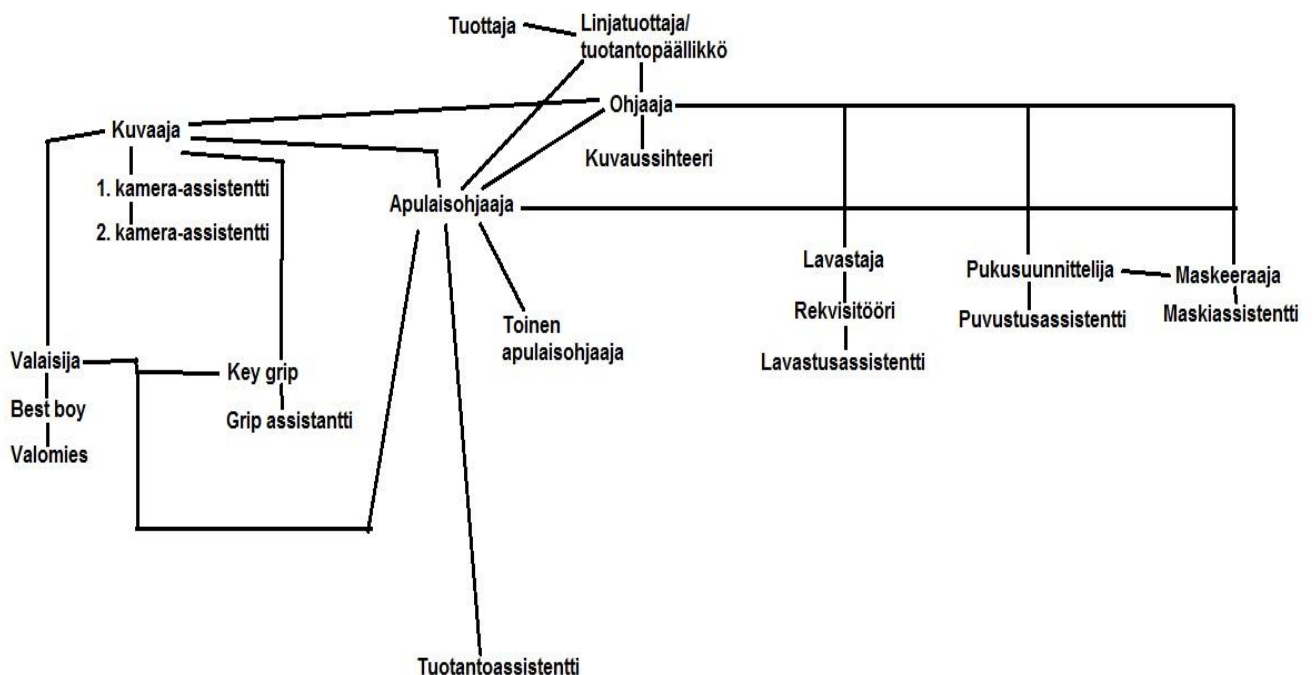 Tuottaja
Linjatuottaja/
tuotantopäällikkö
Ohjaaja
Kuvaaja
Kuvaussihteeri
1. kamera-assistentti
Apulaisohjaaja
2. kamera-assistentti
Lavastaja
Pukusuunnittelija
Maskeeraaja
Rekvisitööri
Puvustusassistentti
Maskiassistentti
Toinen
apulaisohjaaja
Lavastusassistentti
Valaisija
Key grip
Best boy
Grip assistantti
Valomies
Tuotantoassistentti